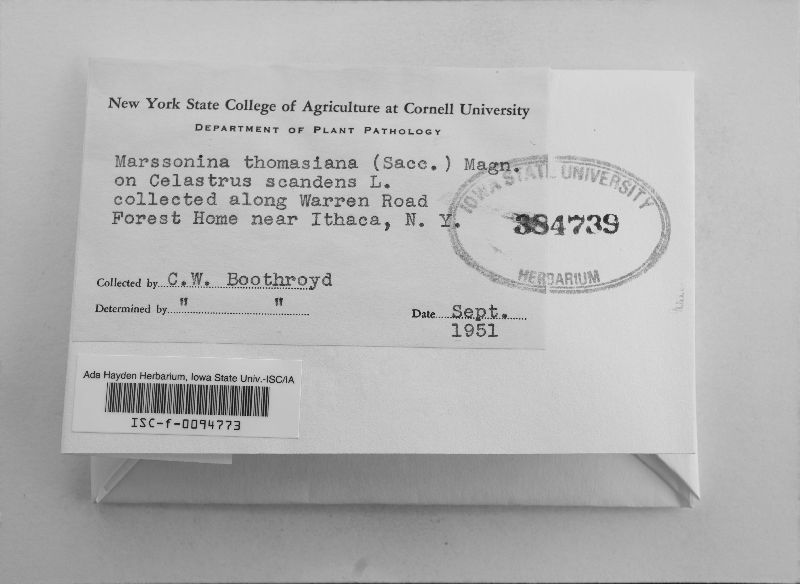 New York State College of Agriculture at Cornell University
DEPARTMENT OF PLANT PATHOLOGY
Marssonina thomasiana (Sacc.) Magn.
on Celastrus scandens L.
collected along Warren Road
Forest Home near Ithaca, N. Y.
IOWA STATE UNIVERSITY
384739
HERBARIUM
Collected by C.W. Boothroyd
Determined by " "
Date Sept.
1951
Ada Hayden Herbarium, Iowa State Univ.-ISC/IA
ISC-f-0094773